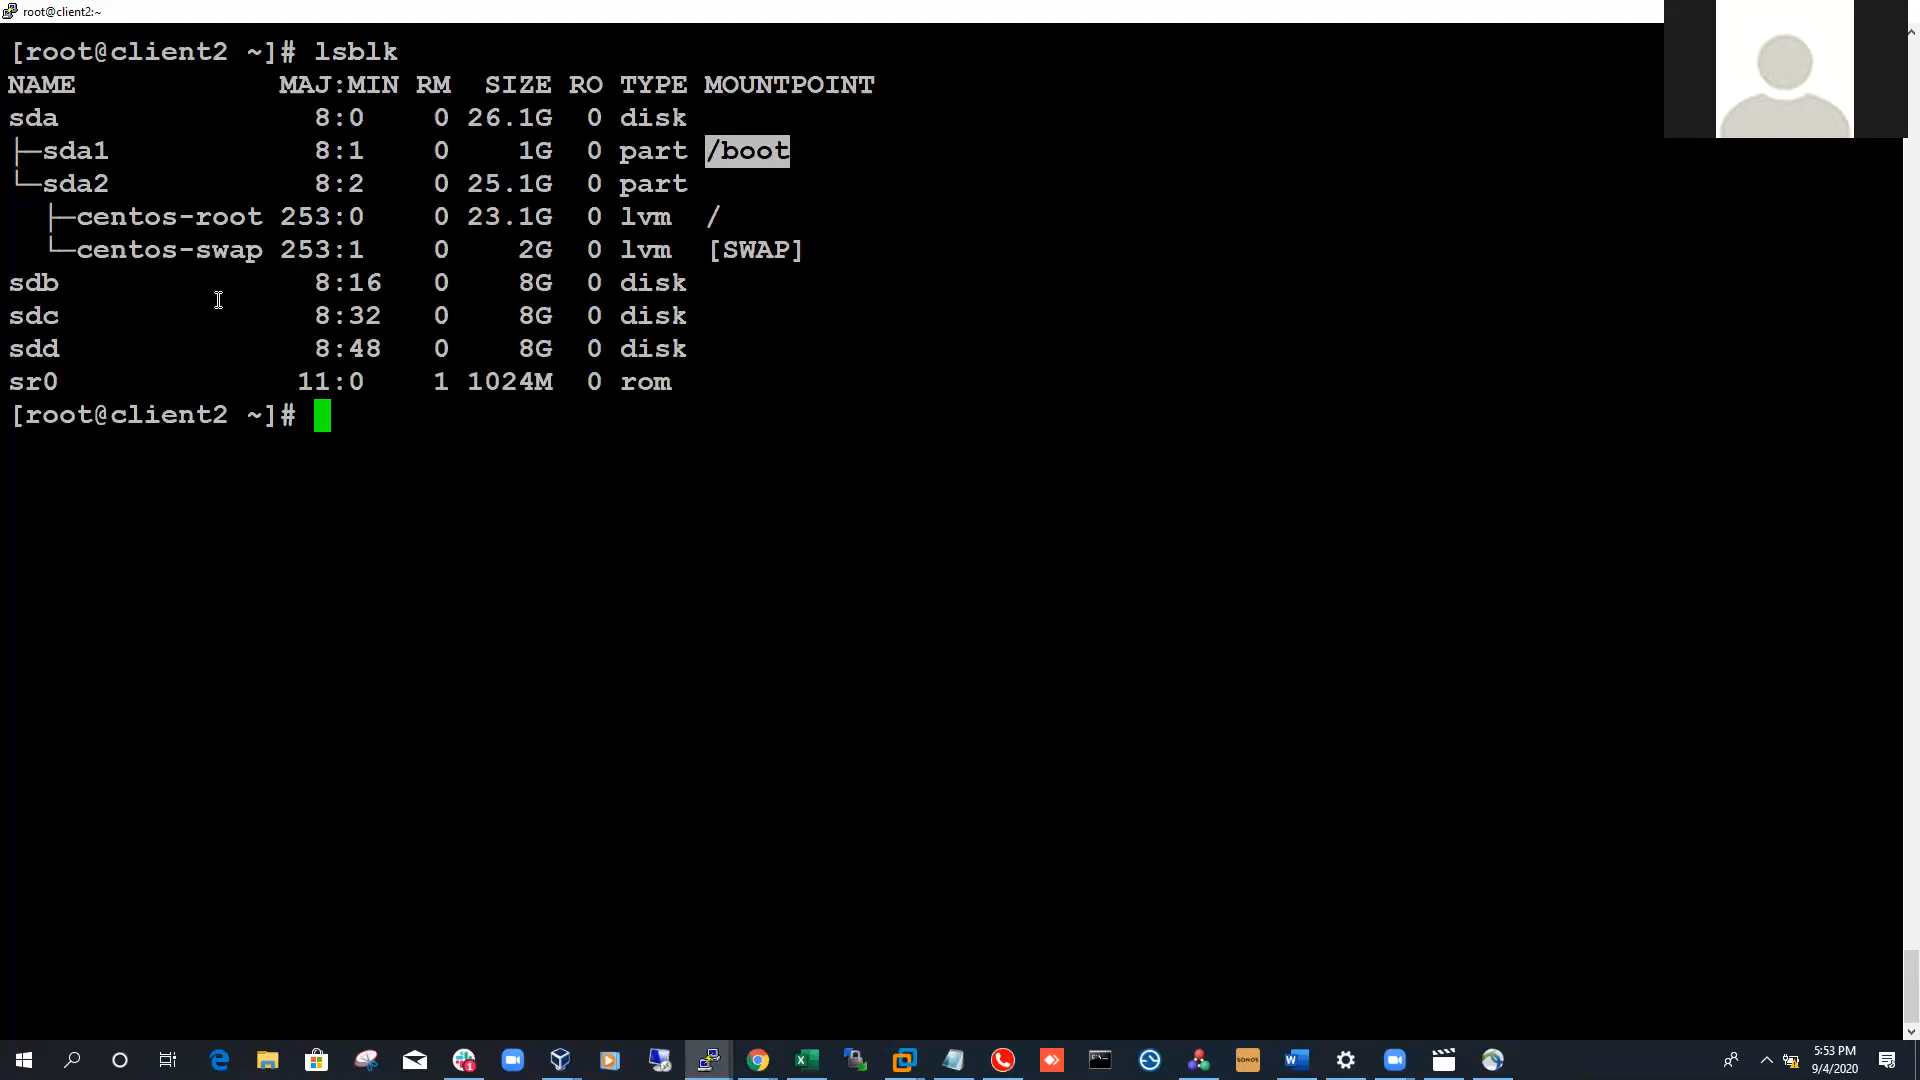 root@client2:~
[root@client2 ~]# lsblk
NAME MAJ:MIN RM SIZE RO TYPE MOUNTPOINT
sda 8:0 0 26.1G 0 disk
├─sda1 8:1 0 1G 0 part /boot
└─sda2 8:2 0 25.1G 0 part
├─centos-root 253:0 0 23.1G 0 lvm /
└─centos-swap 253:1 0 2G 0 lvm [SWAP]
sdb 8:16 0 8G 0 disk
sdc 8:32 0 8G 0 disk
sdd 8:48 0 8G 0 disk
sr0 11:0 1 1024M 0 rom
[root@client2 ~]#
SONOS
5:53 PM
9/4/2020